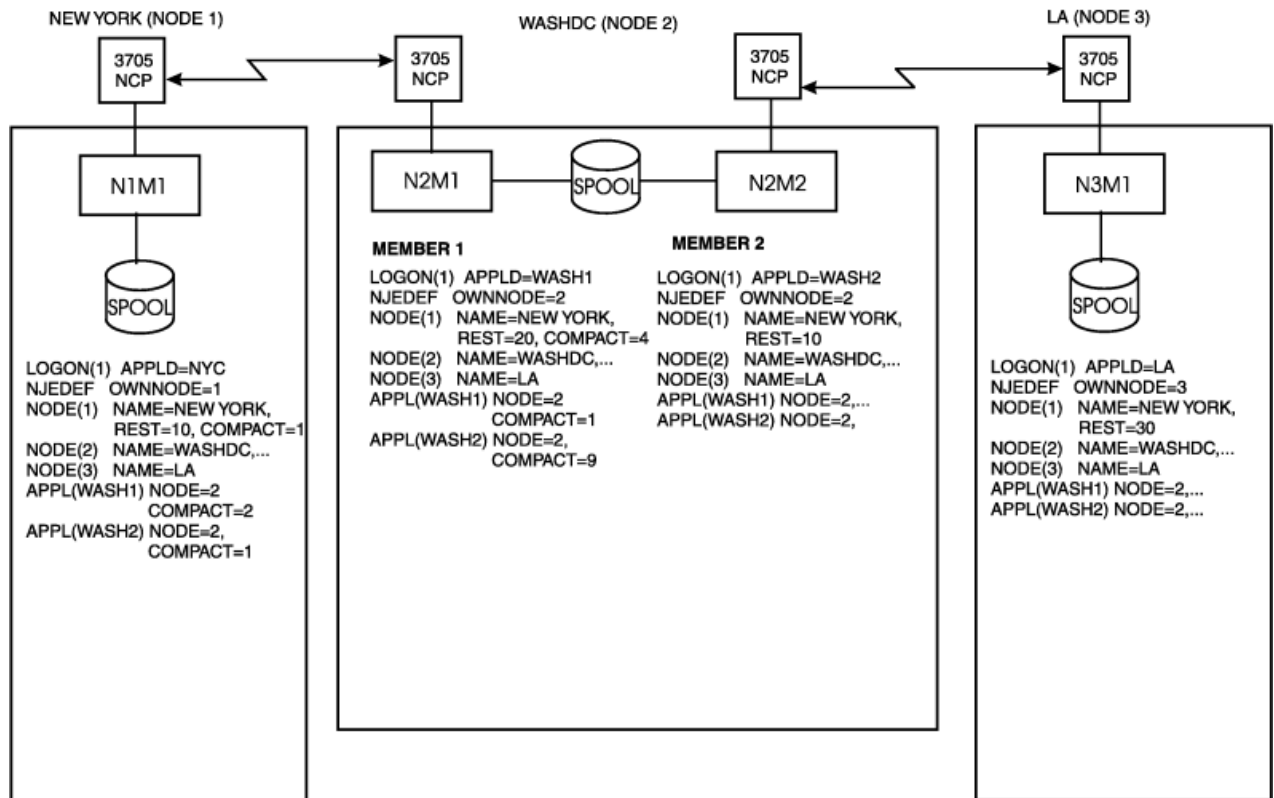 NEW YORK (NODE 1)
WASHDC (NODE 2)
LA (NODE 3)
3705
NCP
3705
NCP
3705
NCP
3705
NCP
N1M1
SPOOL
LOGON(1) APPLD=NYC
NJEDEF OWNNODE=1
NODE(1) NAME=NEW YORK,
REST=10, COMPACT=1
NODE(2) NAME=WASHDC,...
NODE(3) NAME=LA
APPL(WASH1) NODE=2
COMPACT=2
APPL(WASH2) NODE=2,
COMPACT=1
N2M1
SPOOL
N2M2
MEMBER 1
LOGON(1) APPLD=WASH1
NJEDEF OWNNODE=2
NODE(1) NAME=NEW YORK,
REST=20, COMPACT=4
NODE(2) NAME=WASHDC,...
NODE(3) NAME=LA
APPL(WASH1) NODE=2
COMPACT=1
APPL(WASH2) NODE=2,
COMPACT=9
MEMBER 2
LOGON(1) APPLD=WASH2
NJEDEF OWNNODE=2
NODE(1) NAME=NEW YORK,
REST=10
NODE(2) NAME=WASHDC,...
NODE(3) NAME=LA
APPL(WASH1) NODE=2,...
APPL(WASH2) NODE=2,
N3M1
SPOOL
LOGON(1) APPLD=LA
NJEDEF OWNNODE=3
NODE(1) NAME=NEW YORK,
REST=30
NODE(2) NAME=WASHDC,...
NODE(3) NAME=LA
APPL(WASH1) NODE=2,...
APPL(WASH2) NODE=2,...